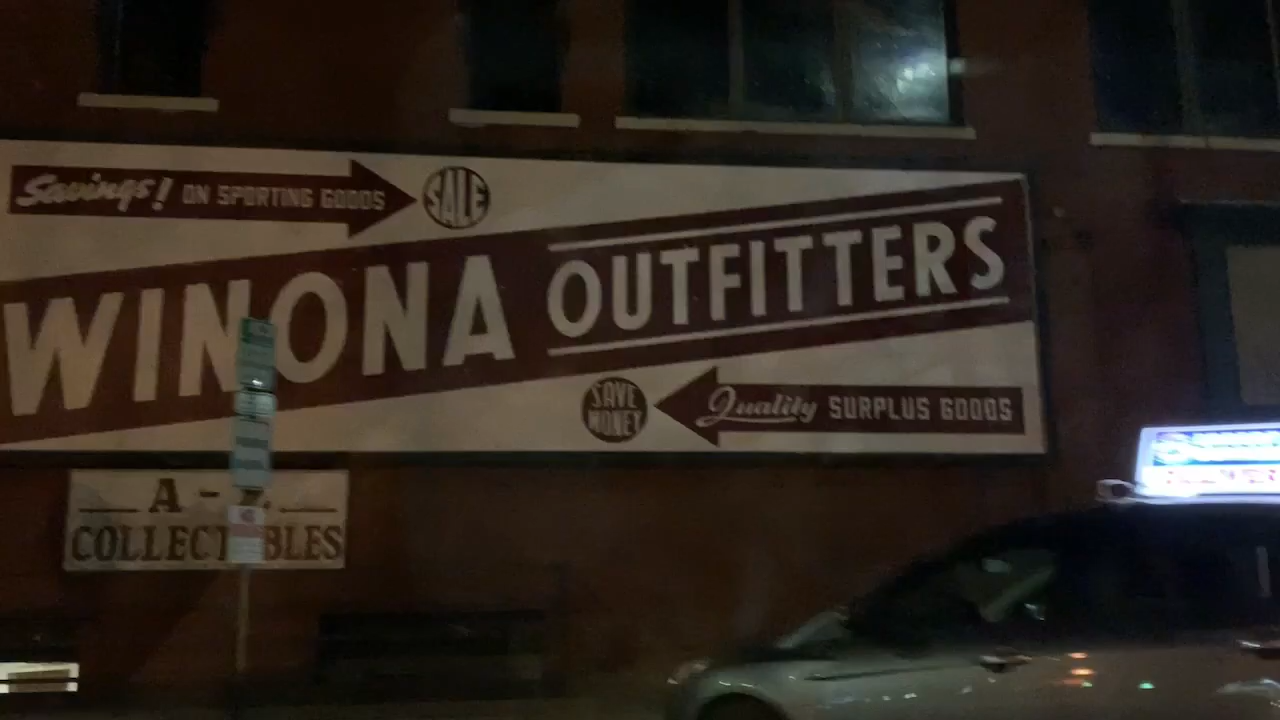 Savings! ON SPORTING GOODS
SALE
WINONA OUTFITTERS
SAVE
MONEY
Quality SURPLUS GOODS
A -
COLLECTIBLES